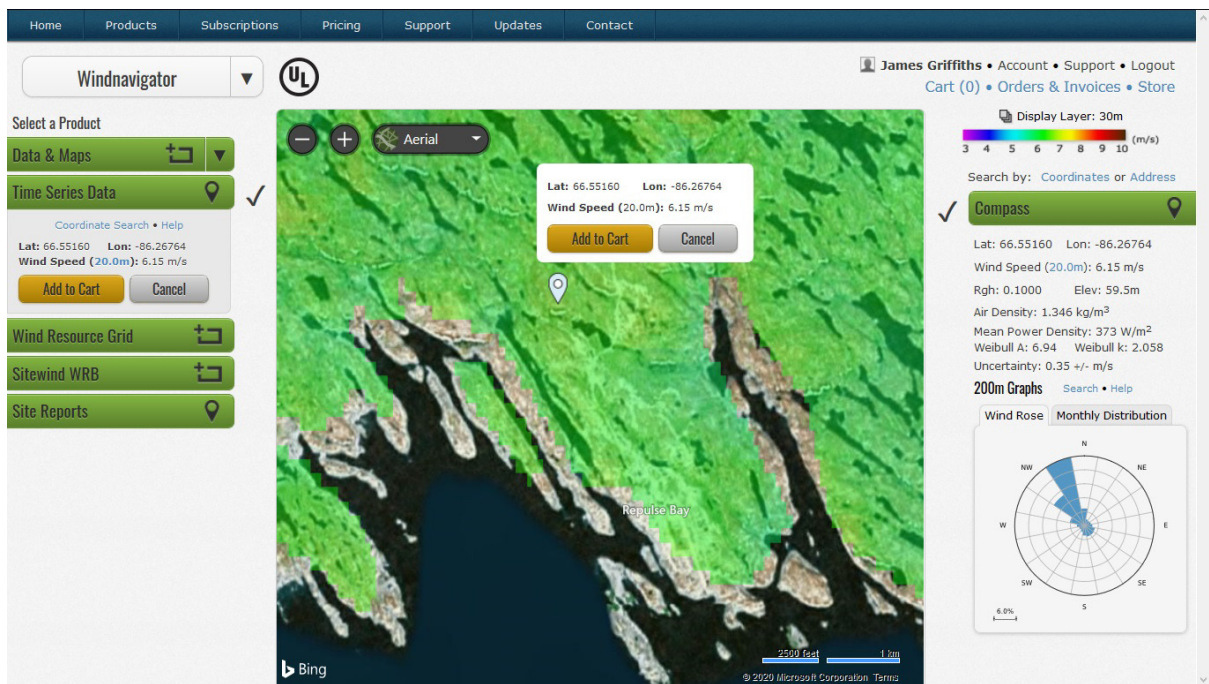 Home Products Subscriptions Pricing Support Updates Contact
Windnavigator
UL
James Griffiths • Account • Support • Logout
Cart (0) • Orders & Invoices • Store
Select a Product
Data & Maps
Time Series Data
Coordinate Search • Help
Lat: 66.55160 Lon: -86.26764
Wind Speed (20.0m): 6.15 m/s
Add to Cart Cancel
Wind Resource Grid
Sitewind WRB
Site Reports
Aerial
Lat: 66.55160 Lon: -86.26764
Wind Speed (20.0m): 6.15 m/s
Add to Cart Cancel
Repulse Bay
Bing
2500 feet 1 km
© 2020 Microsoft Corporation Terms
Display Layer: 30m
3 4 5 6 7 8 9 10 (m/s)
Search by: Coordinates or Address
Compass
Lat: 66.55160 Lon: -86.26764
Wind Speed (20.0m): 6.15 m/s
Rgh: 0.1000 Elev: 59.5m
Air Density: 1.346 kg/m³
Mean Power Density: 373 W/m²
Weibull A: 6.94 Weibull k: 2.058
Uncertainty: 0.35 +/- m/s
200m Graphs Search • Help
Wind Rose Monthly Distribution
N
NW NE
W E
SW SE
S
6.0%